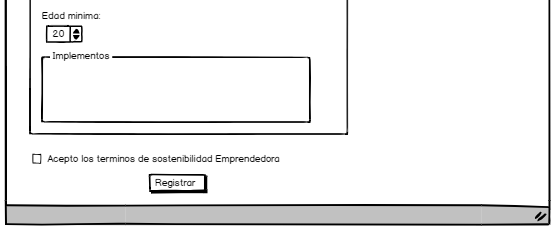 Edad minima:
20
Implementos
Acepto los terminos de sostenibilidad Emprendedora
Registrar